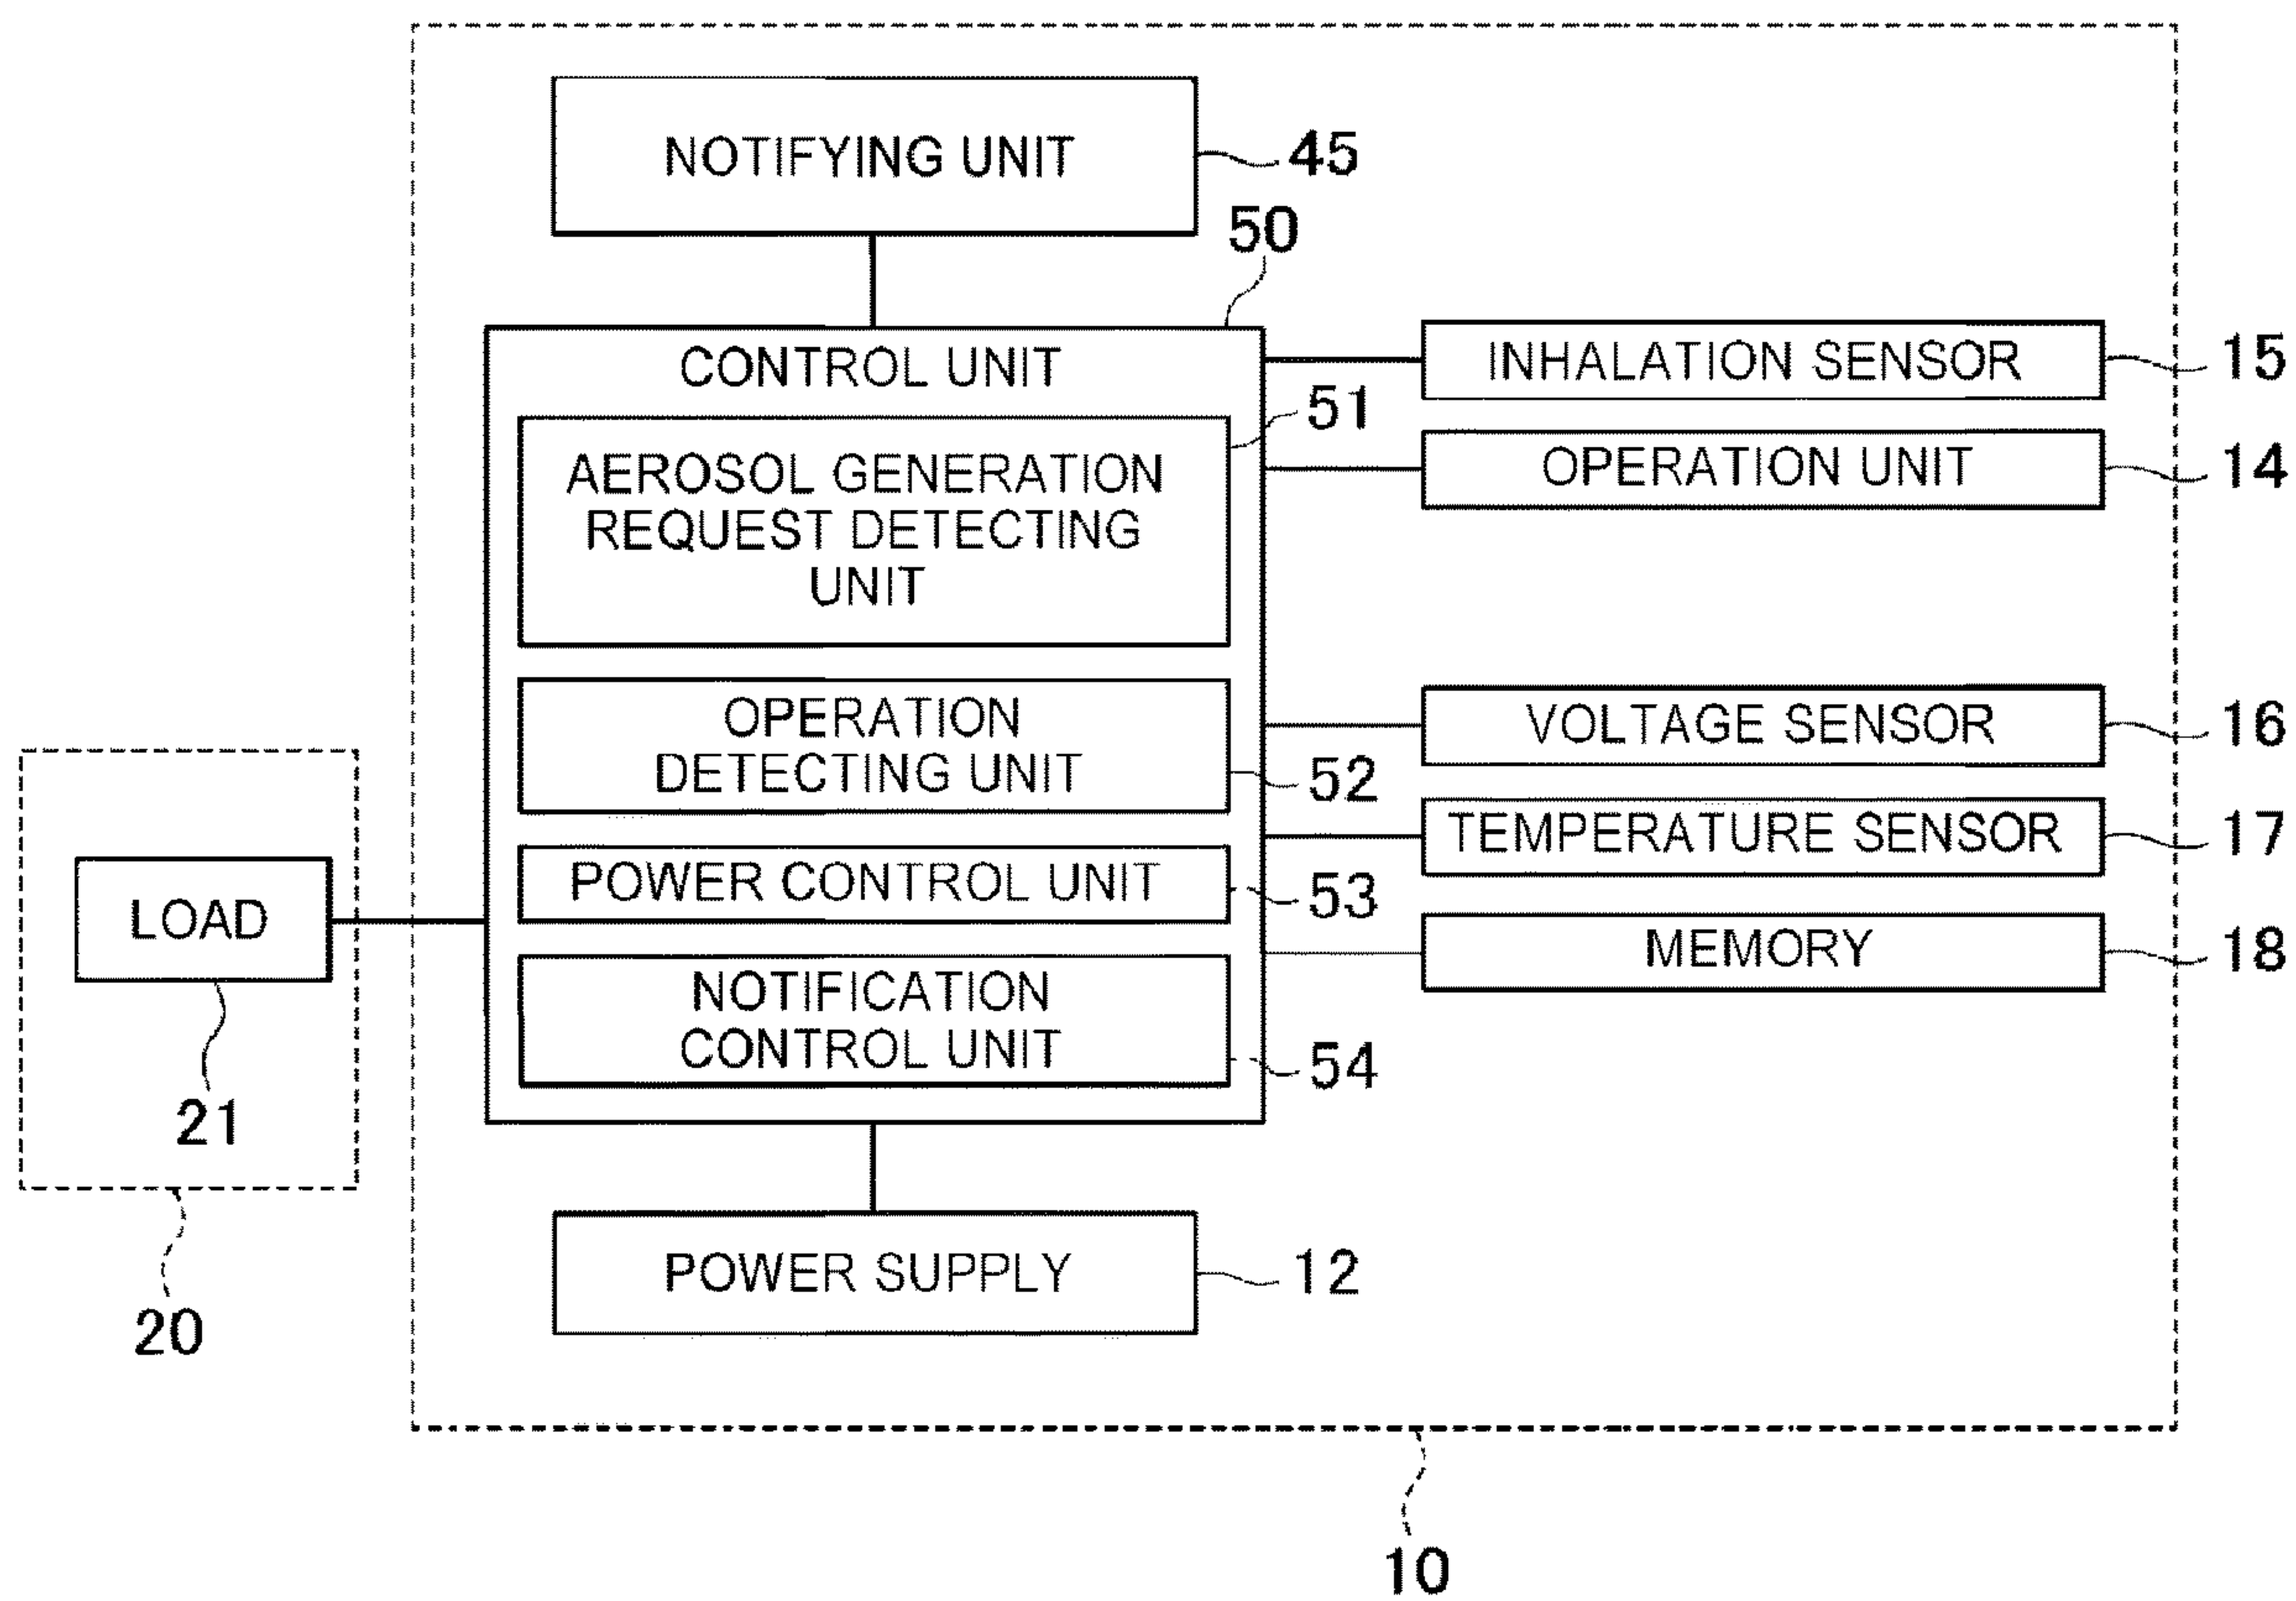 NOTIFYING UNIT
45
50
CONTROL UNIT
51
AEROSOL GENERATION
REQUEST DETECTING
UNIT
OPERATION
DETECTING UNIT
52
POWER CONTROL UNIT
53
NOTIFICATION
CONTROL UNIT
54
INHALATION SENSOR
15
OPERATION UNIT
14
VOLTAGE SENSOR
16
TEMPERATURE SENSOR
17
MEMORY
18
LOAD
21
20
POWER SUPPLY
12
10